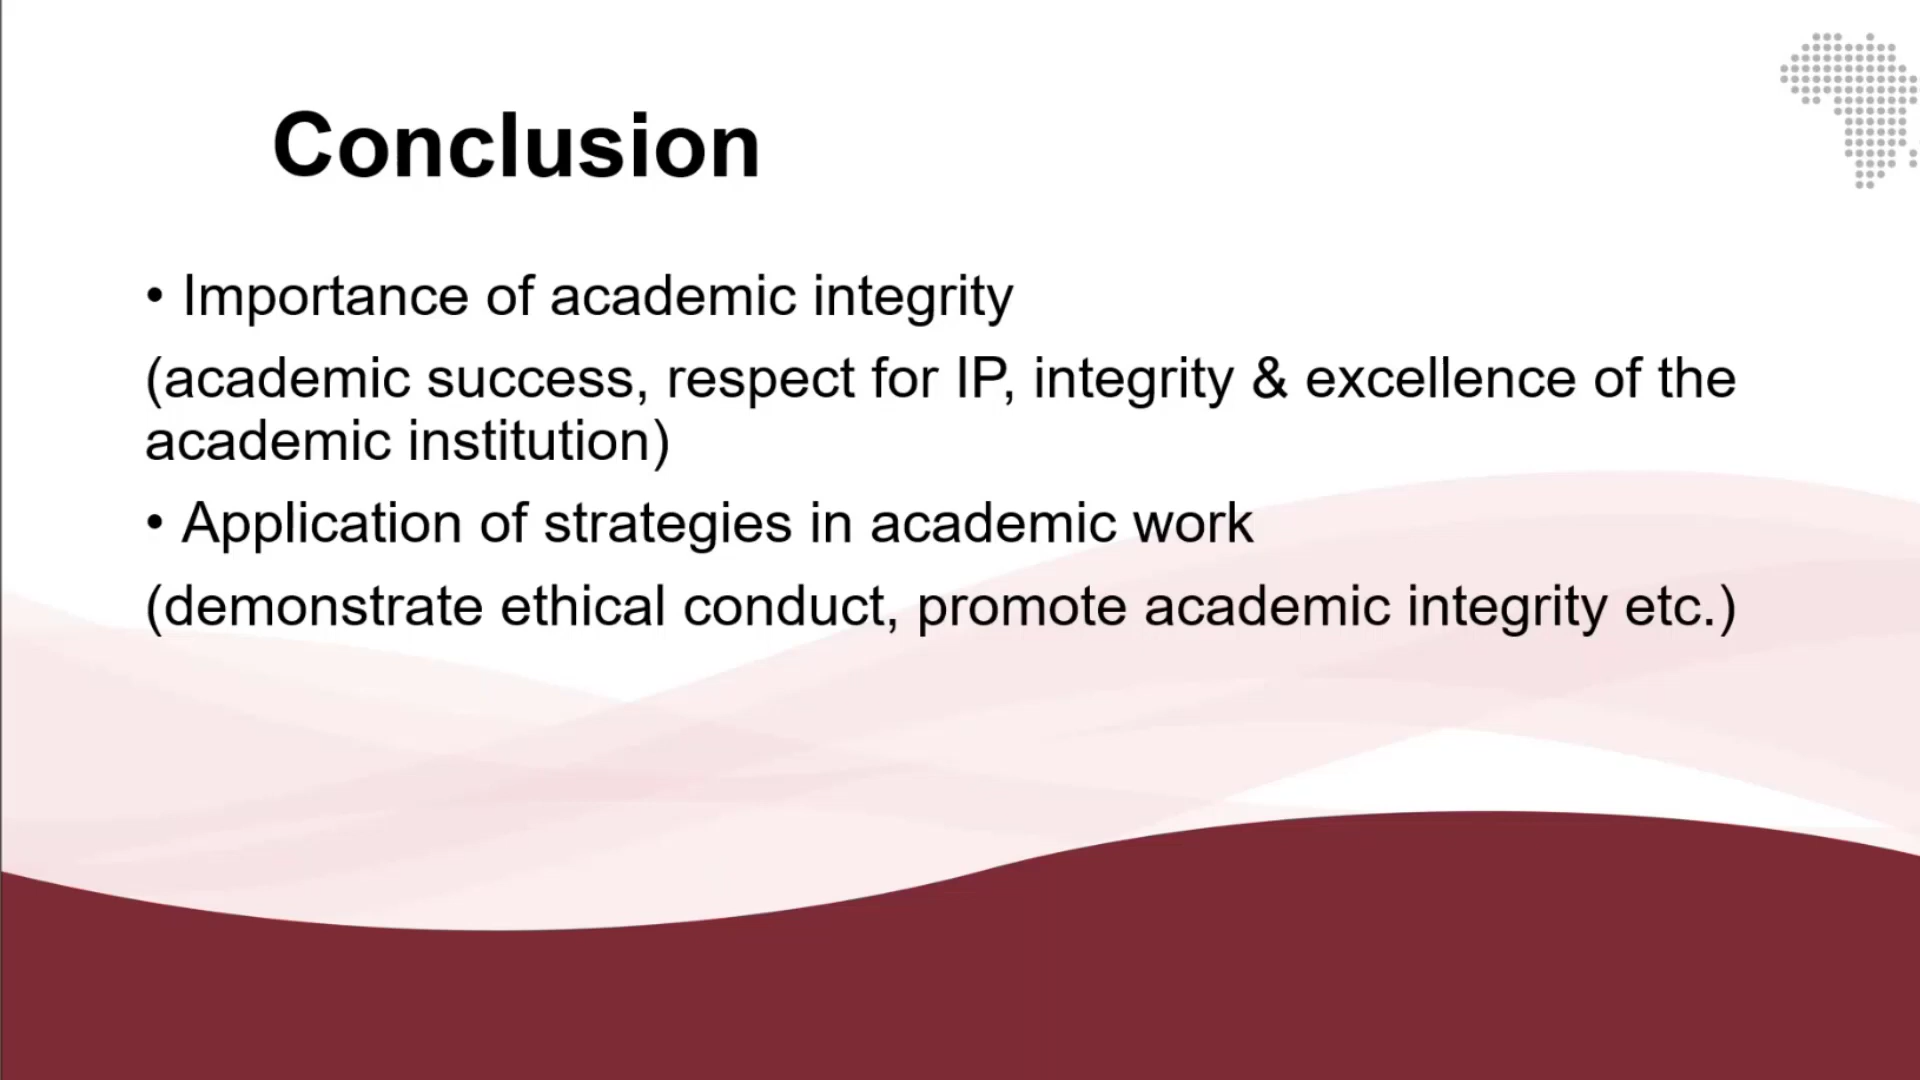 Conclusion
• Importance of academic integrity
(academic success, respect for IP, integrity & excellence of the
academic institution)
• Application of strategies in academic work
(demonstrate ethical conduct, promote academic integrity etc.)